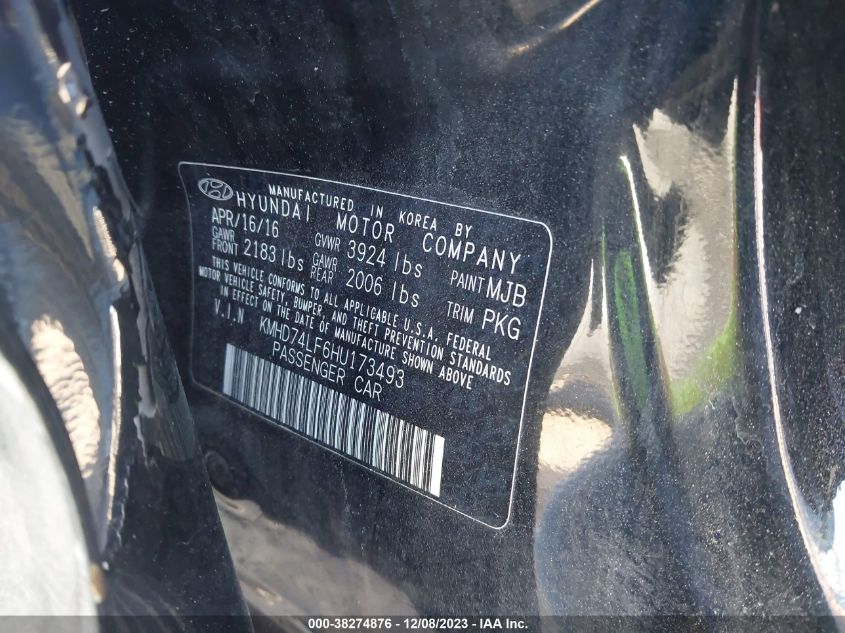 MANUFACTURED IN KOREA BY
HYUNDAI MOTOR COMPANY
APR/16/16 GVWR 3924 lbs PAINT MJB
GAWR FRONT 2183 lbs GAWR REAR 2006 lbs TRIM PKG
THIS VEHICLE CONFORMS TO ALL APPLICABLE U.S.A. FEDERAL
MOTOR VEHICLE SAFETY, BUMPER, AND THEFT PREVENTION STANDARDS
IN EFFECT ON THE DATE OF MANUFACTURE SHOWN ABOVE
V.I.N KMHD74LF6HU173493
PASSENGER CAR
000-38274876 - 12/08/2023 - IAA Inc.